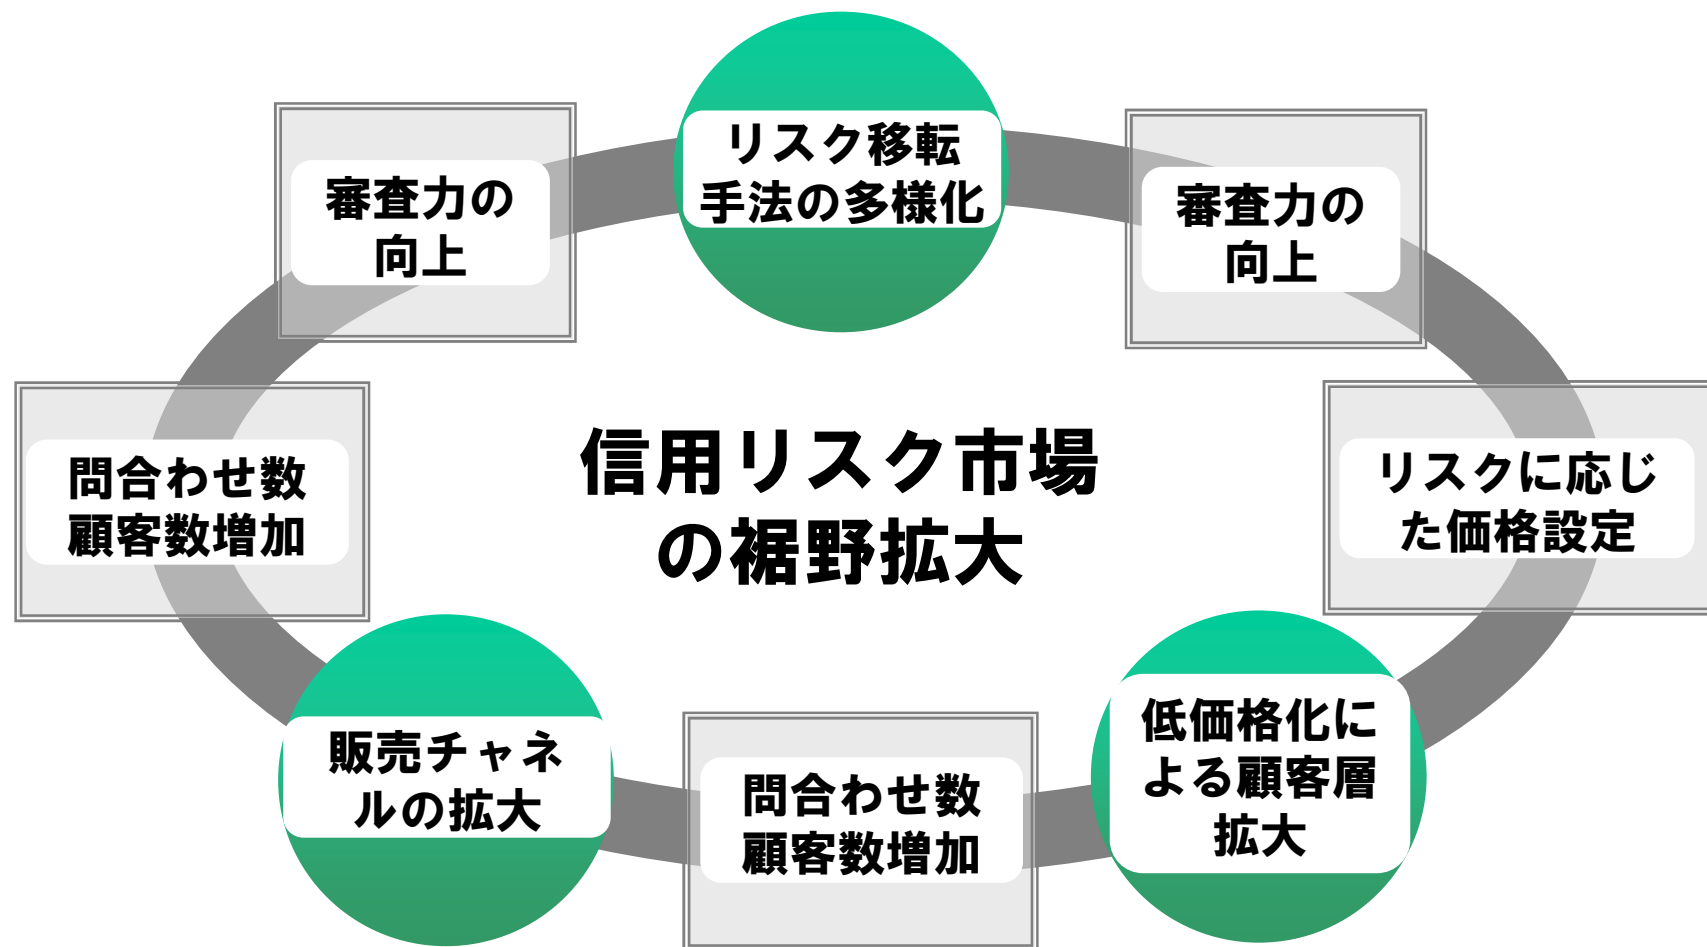 リスク移転
手法の多様化
審査力の
向上
審査力の
向上
問合わせ数
顧客数増加
信用リスク市場
の裾野拡大
リスクに応じ
た価格設定
販売チャネ
ルの拡大
問合わせ数
顧客数増加
低価格化に
よる顧客層
拡大